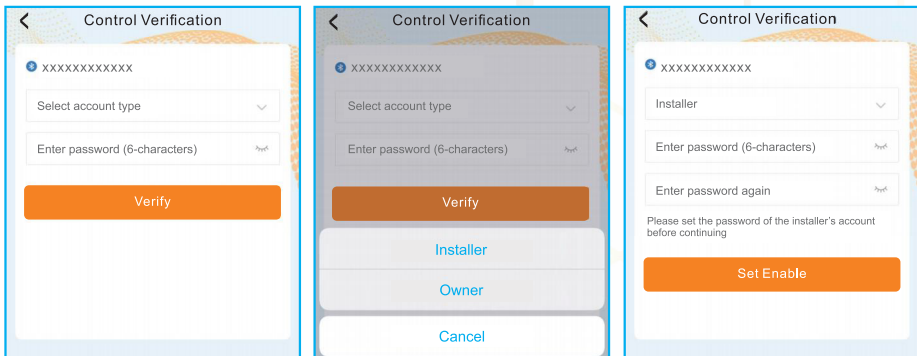 Control Verification
XXXXXXXXXXXX
Select account type
Enter password (6-characters)
Verify
Control Verification
XXXXXXXXXXXX
Select account type
Enter password (6-characters)
Verify
Installer
Owner
Cancel
Control Verification
XXXXXXXXXXXX
Installer
Enter password (6-characters)
Enter password again
Please set the password of the installer's account
before continuing
Set Enable